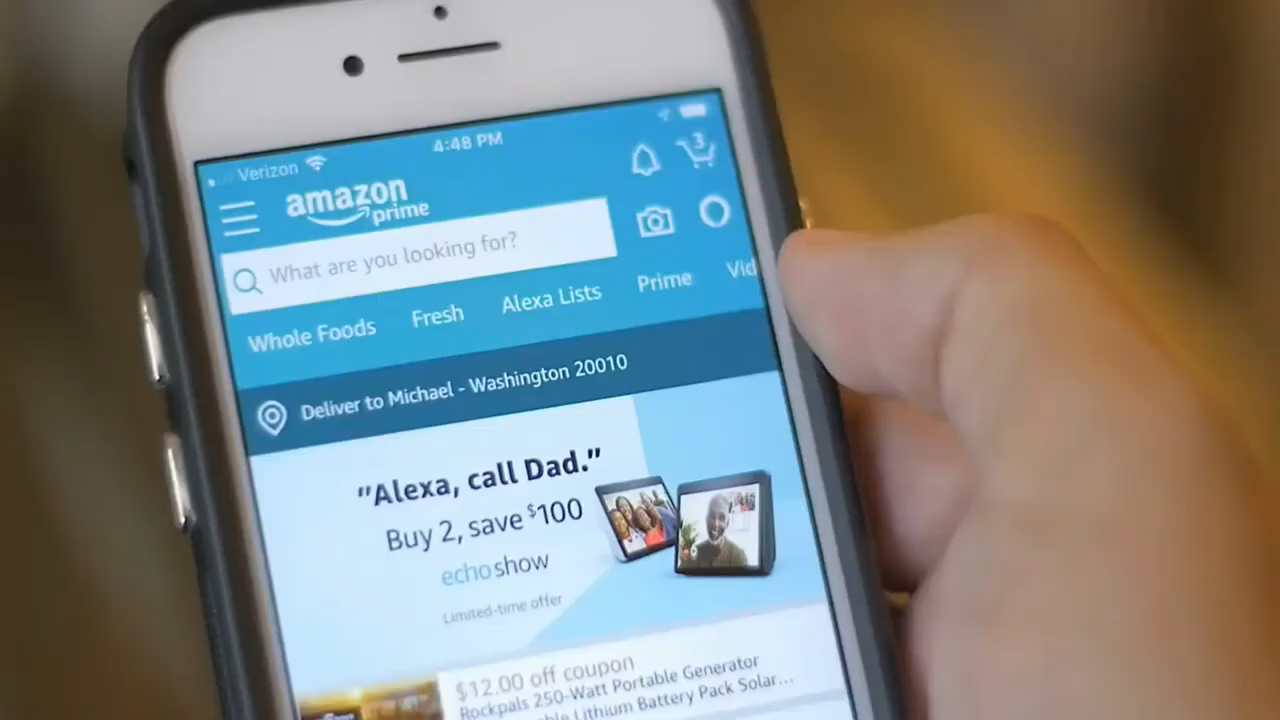 Verizon
4:48 PM
3
amazon
prime
What are you looking for?
Whole Foods
Fresh
Alexa Lists
Prime
Vid
Deliver to Michael - Washington 20010
"Alexa, call Dad."
Buy 2, save $100
echo show
Limited-time offer
$12.00 off coupon
Rockpals 250-Watt Portable Generator
Lithium Battery Pack Solar...